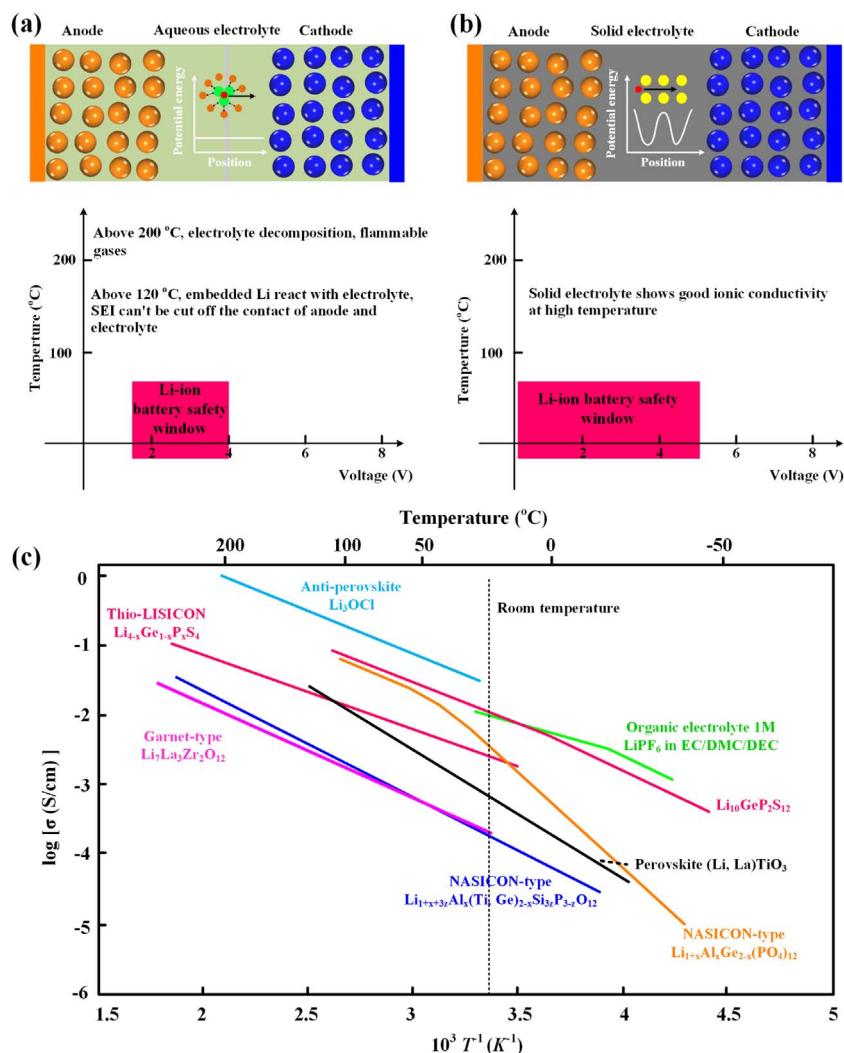 (a)
Anode
Aqueous electrolyte
Cathode
Potential energy
Position
Temperture (°C)
200
100
Above 200 °C, electrolyte decomposition, flammable
gases
Above 120 °C, embedded Li react with electrolyte,
SEI can't be cut off the contact of anode and
electrolyte
Li-ion
battery safety
window
2
4
6
8
Voltage (V)
(b)
Anode
Solid electrolyte
Cathode
Potential energy
Position
Temperture (°C)
200
100
Solid electrolyte shows good ionic conductivity
at high temperature
Li-ion battery safety
window
2
4
6
8
Voltage (V)
(c)
Temperature (°C)
200
100
50
0
-50
log [σ (S/cm) ]
0
-1
-2
-3
-4
-5
-6
Anti-perovskite
Li₃OCl
Thio-LISICON
Li₄₋ₓGe₁₋ₓPₓS₄
Room temperature
Garnet-type
Li₇La₃Zr₂O₁₂
Organic electrolyte 1M
LiPF₆ in EC/DMC/DEC
Li₁₀GeP₂S₁₂
Perovskite (Li, La)TiO₃
NASICON-type
Li₁₊ₓ₊₃zAlₓ(Ti, Ge)₂₋ₓSi₃zP₃₋zO₁₂
NASICON-type
Li₁₊ₓAlₓGe₂₋ₓ(PO₄)₁₂
1.5
2
2.5
3
3.5
4
4.5
5
10³ T⁻¹ (K⁻¹)